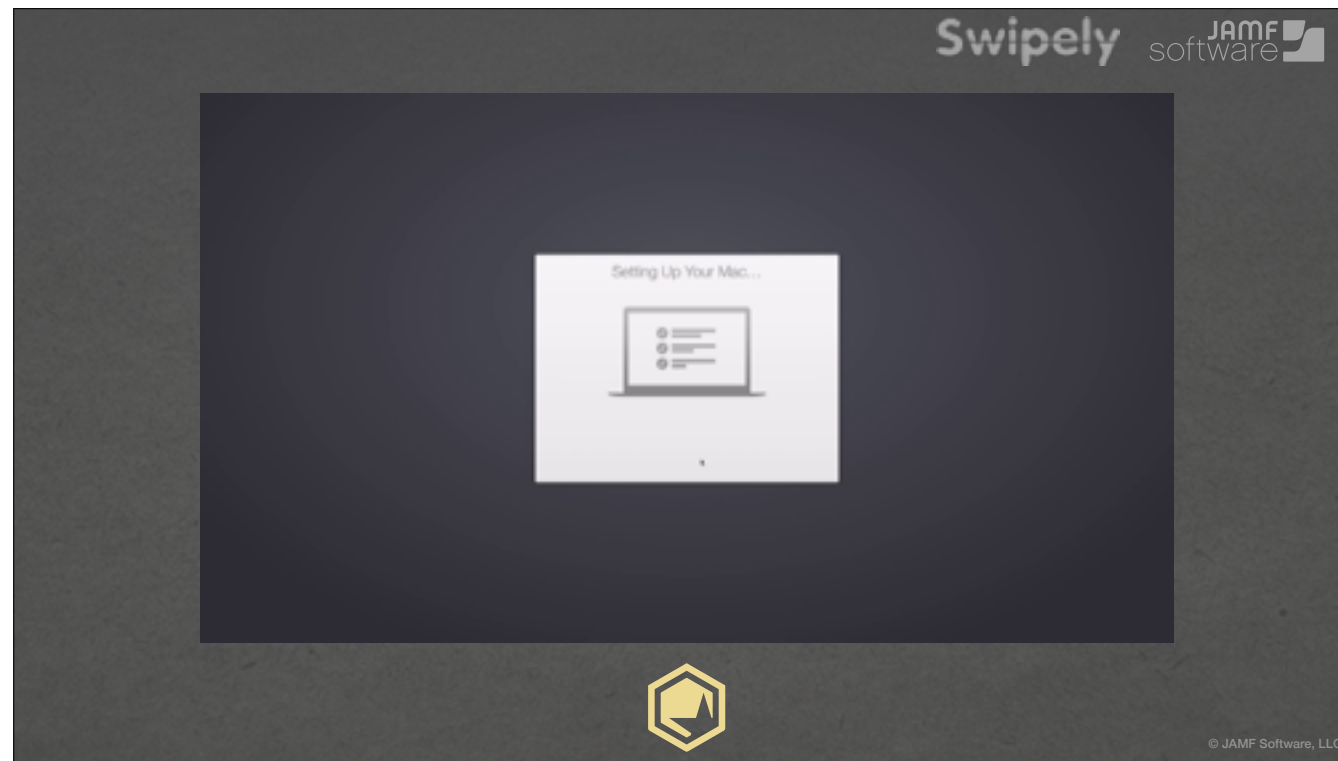 Swipely
JAMF
software
Setting Up Your Mac...
© JAMF Software, LLC